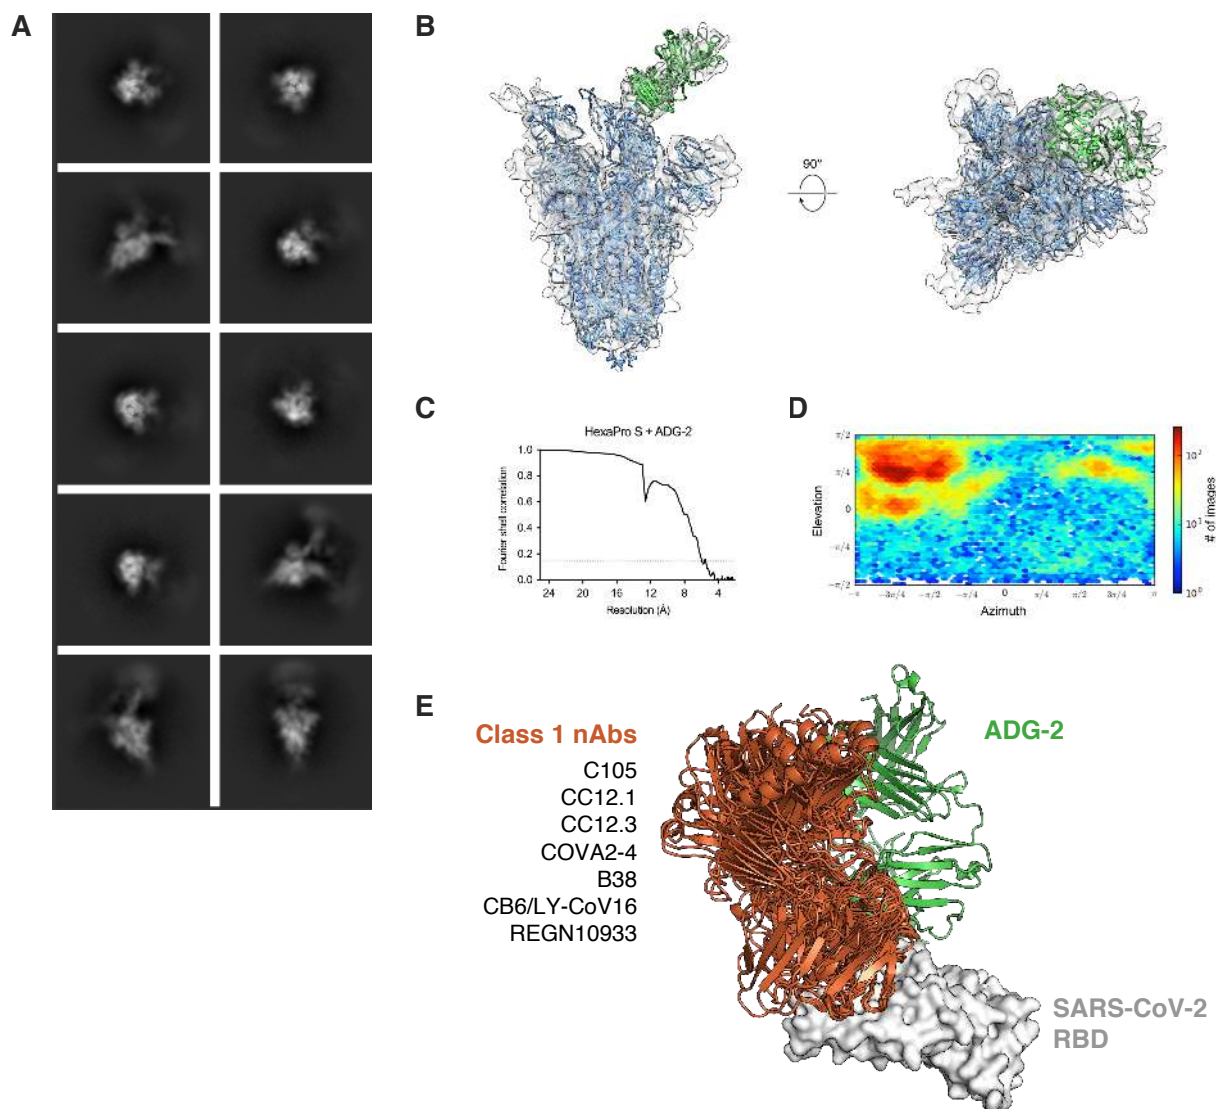 A
B
90°
C
D
HexaPro S + ADG-2
Fourier shell correlation
1.0
0.8
0.6
0.4
0.2
0.0
24
20
16
12
8
4
Resolution (Å)
Elevation
π/2
π/4
0
−π/4
−π/2
−π
−3π/4
−π/2
−π/4
0
π/4
π/2
3π/4
π
Azimuth
10²
10¹
10⁰
# of images
E
Class 1 nAbs
C105
CC12.1
CC12.3
COVA2-4
B38
CB6/LY-CoV16
REGN10933
ADG-2
SARS-CoV-2
RBD